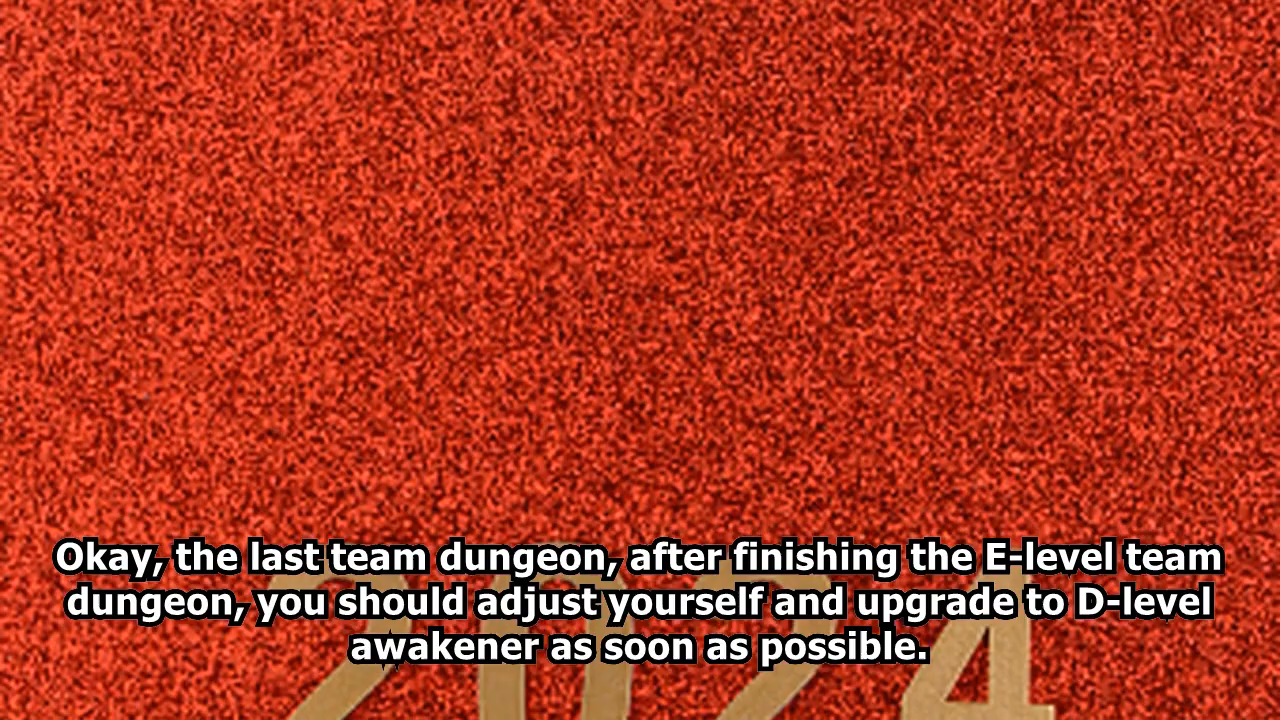 Okay, the last team dungeon, after finishing the E-level team
dungeon, you should adjust yourself and upgrade to D-level
awakener as soon as possible.
2024